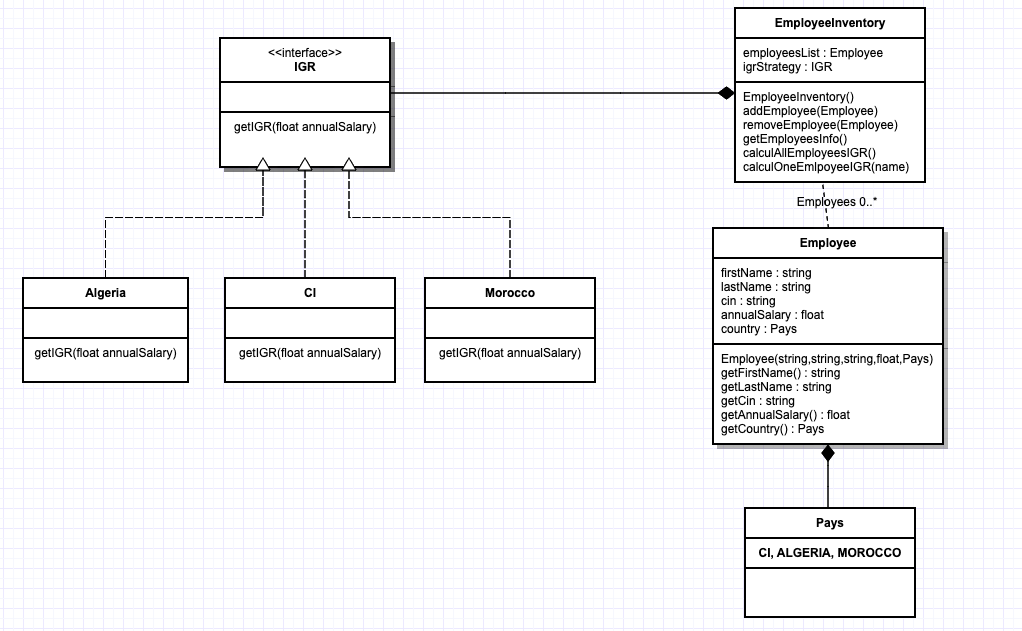 <<interface>>
IGR
getIGR(float annualSalary)
EmployeeInventory
employeesList : Employee
igrStrategy : IGR
EmployeeInventory()
addEmployee(Employee)
removeEmployee(Employee)
getEmployeesInfo()
calculAllEmployeesIGR()
calculOneEmlpoyeeIGR(name)
Employees 0..*
Algeria
getIGR(float annualSalary)
CI
getIGR(float annualSalary)
Morocco
getIGR(float annualSalary)
Employee
firstName : string
lastName : string
cin : string
annualSalary : float
country : Pays
Employee(string,string,string,float,Pays)
getFirstName() : string
getLastName : string
getCin : string
getAnnualSalary() : float
getCountry() : Pays
Pays
CI, ALGERIA, MOROCCO